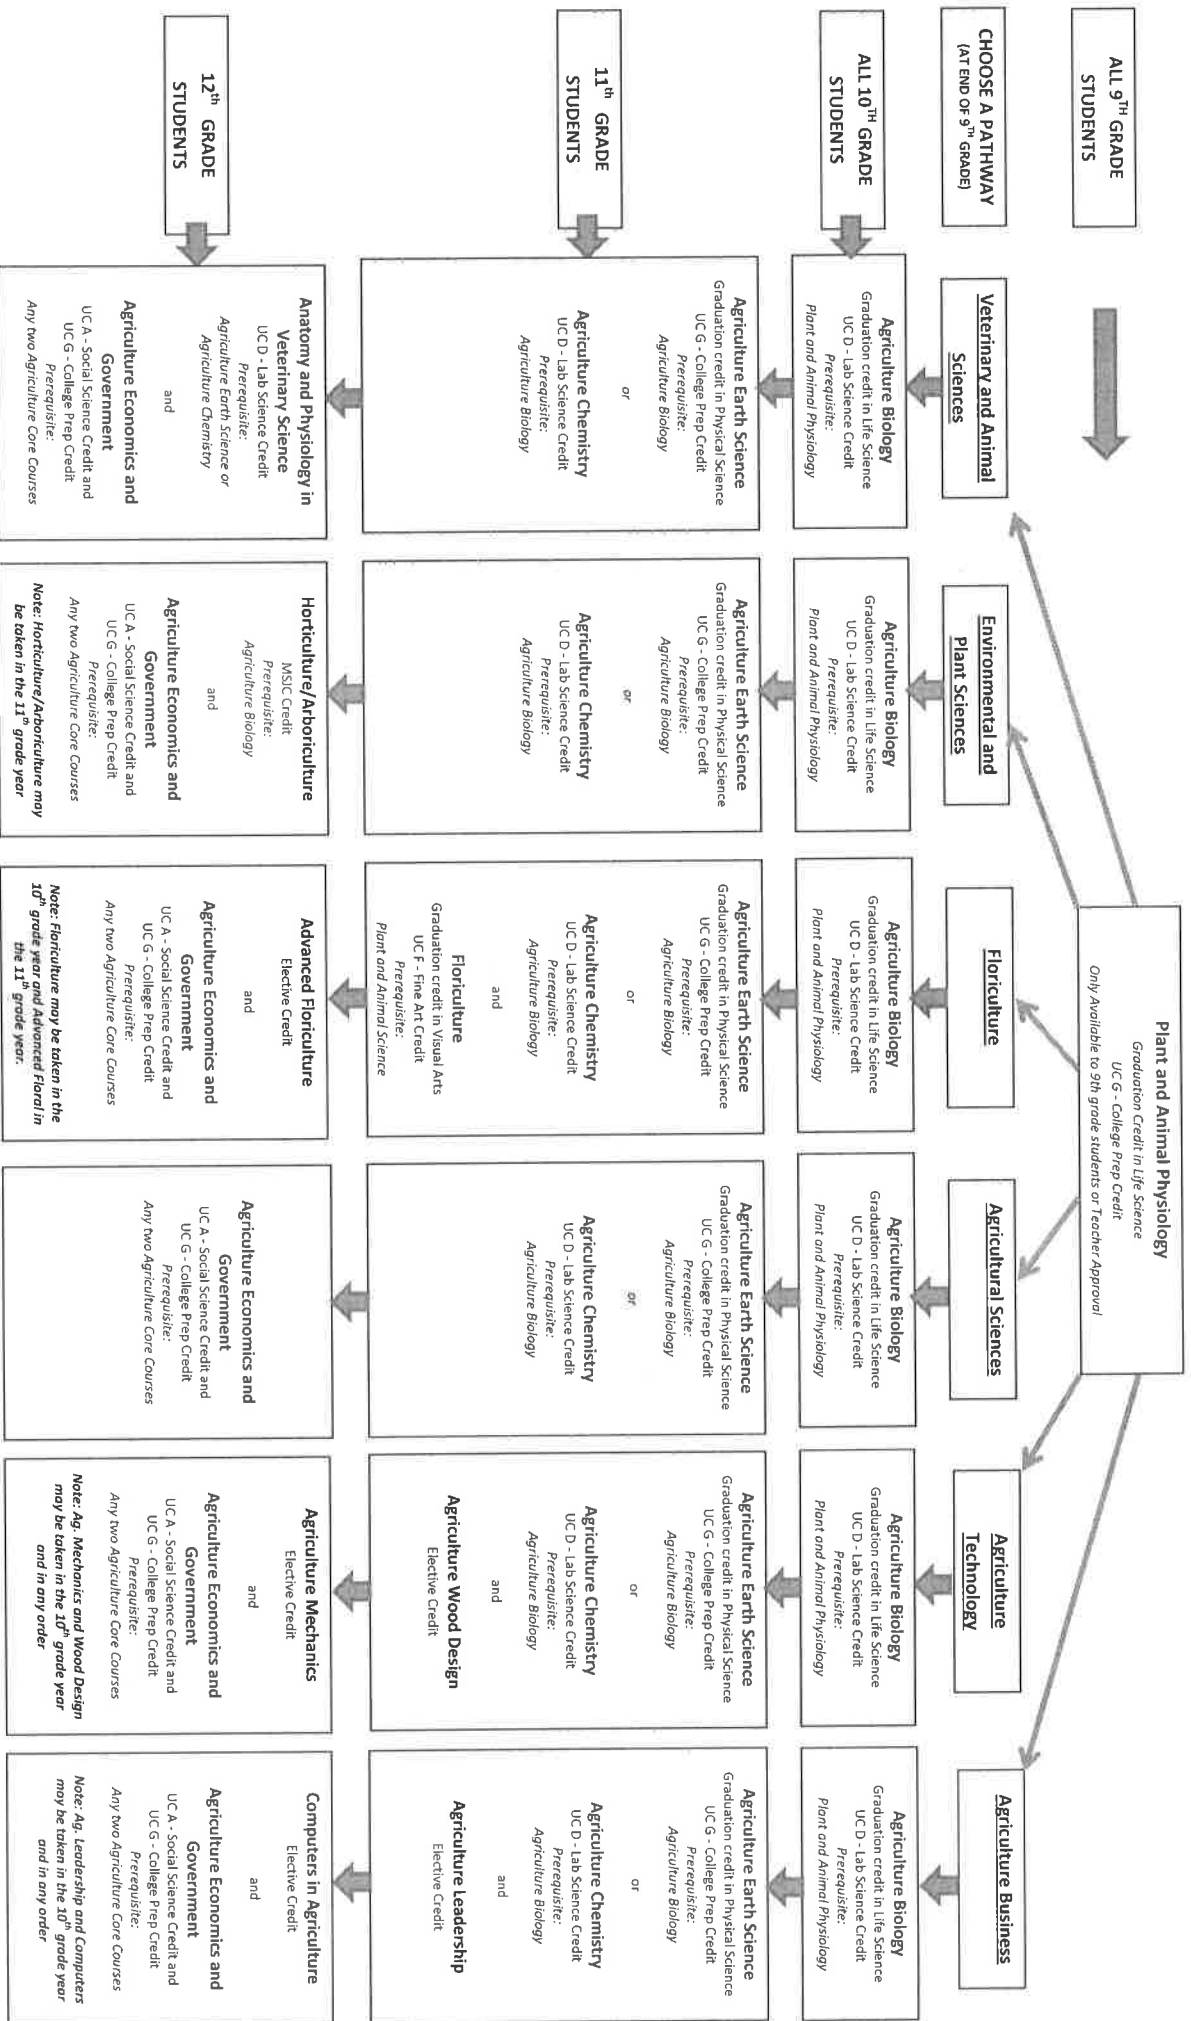 Plant and Animal Physiology
Graduation Credit in Life Science
UC G - College Prep Credit
Only Available to 9th grade students or Teacher Approval
ALL 9TH GRADE
STUDENTS
CHOOSE A PATHWAY
(AT END OF 9TH GRADE)
Veterinary and Animal
Sciences
Environmental and
Plant Sciences
Floriculture
Agricultural Sciences
Agriculture
Technology
Agriculture Business
ALL 10TH GRADE
STUDENTS
Agriculture Biology
Graduation credit in Life Science
UC D - Lab Science Credit
Prerequisite:
Plant and Animal Physiology
Agriculture Biology
Graduation credit in Life Science
UC D - Lab Science Credit
Prerequisite:
Plant and Animal Physiology
Agriculture Biology
Graduation credit in Life Science
UC D - Lab Science Credit
Prerequisite:
Plant and Animal Physiology
Agriculture Biology
Graduation credit in Life Science
UC D - Lab Science Credit
Prerequisite:
Plant and Animal Physiology
Agriculture Biology
Graduation credit in Life Science
UC D - Lab Science Credit
Prerequisite:
Plant and Animal Physiology
Agriculture Biology
Graduation credit in Life Science
UC D - Lab Science Credit
Prerequisite:
Plant and Animal Physiology
11th GRADE
STUDENTS
Agriculture Earth Science
Graduation credit in Physical Science
UC G - College Prep Credit
Prerequisite:
Agriculture Biology
or
Agriculture Chemistry
UC D - Lab Science Credit
Prerequisite:
Agriculture Biology
Agriculture Earth Science
Graduation credit in Physical Science
UC G - College Prep Credit
Prerequisite:
Agriculture Biology
or
Agriculture Chemistry
UC D - Lab Science Credit
Prerequisite:
Agriculture Biology
Agriculture Earth Science
Graduation credit in Physical Science
UC G - College Prep Credit
Prerequisite:
Agriculture Biology
or
Agriculture Chemistry
UC D - Lab Science Credit
Prerequisite:
Agriculture Biology
and
Floriculture
Graduation credit in Visual Arts
UC F - Fine Art Credit
Prerequisite:
Plant and Animal Science
Agriculture Earth Science
Graduation credit in Physical Science
UC G - College Prep Credit
Prerequisite:
Agriculture Biology
or
Agriculture Chemistry
UC D - Lab Science Credit
Prerequisite:
Agriculture Biology
Agriculture Earth Science
Graduation credit in Physical Science
UC G - College Prep Credit
Prerequisite:
Agriculture Biology
or
Agriculture Chemistry
UC D - Lab Science Credit
Prerequisite:
Agriculture Biology
and
Agriculture Wood Design
Elective Credit
Agriculture Earth Science
Graduation credit in Physical Science
UC G - College Prep Credit
Prerequisite:
Agriculture Biology
or
Agriculture Chemistry
UC D - Lab Science Credit
Prerequisite:
Agriculture Biology
and
Agriculture Leadership
Elective Credit
12th GRADE
STUDENTS
Anatomy and Physiology in
Veterinary Science
UC D - Lab Science Credit
Prerequisite:
Agriculture Earth Science or
Agriculture Chemistry
and
Agriculture Economics and
Government
UC A - Social Science Credit and
UC G - College Prep Credit
Prerequisite:
Any two Agriculture Core Courses
Horticulture/Arboriculture
MSJC Credit
Prerequisite:
Agriculture Biology
and
Agriculture Economics and
Government
UC A - Social Science Credit and
UC G - College Prep Credit
Prerequisite:
Any two Agriculture Core Courses
Note: Horticulture/Arboriculture may
be taken in the 11th grade year
Advanced Floriculture
Elective Credit
and
Agriculture Economics and
Government
UC A - Social Science Credit and
UC G - College Prep Credit
Prerequisite:
Any two Agriculture Core Courses
Note: Floriculture may be taken in the
10th grade year and Advanced Floral in
the 11th grade year.
Agriculture Economics and
Government
UC A - Social Science Credit and
UC G - College Prep Credit
Prerequisite:
Any two Agriculture Core Courses
Agriculture Mechanics
Elective Credit
and
Agriculture Economics and
Government
UC A - Social Science Credit and
UC G - College Prep Credit
Prerequisite:
Any two Agriculture Core Courses
Note: Ag. Mechanics and Wood Design
may be taken in the 10th grade year
and in any order
Computers in Agriculture
Elective Credit
and
Agriculture Economics and
Government
UC A - Social Science Credit and
UC G - College Prep Credit
Prerequisite:
Any two Agriculture Core Courses
Note: Ag. Leadership and Computers
may be taken in the 10th grade year
and in any order